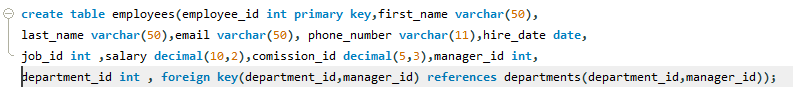 create table employees(employee_id int primary key,first_name varchar(50),
last_name varchar(50),email varchar(50), phone_number varchar(11),hire_date date,
job_id int ,salary decimal(10,2),comission_id decimal(5,3),manager_id int,
department_id int , foreign key(department_id,manager_id) references departments(department_id,manager_id));